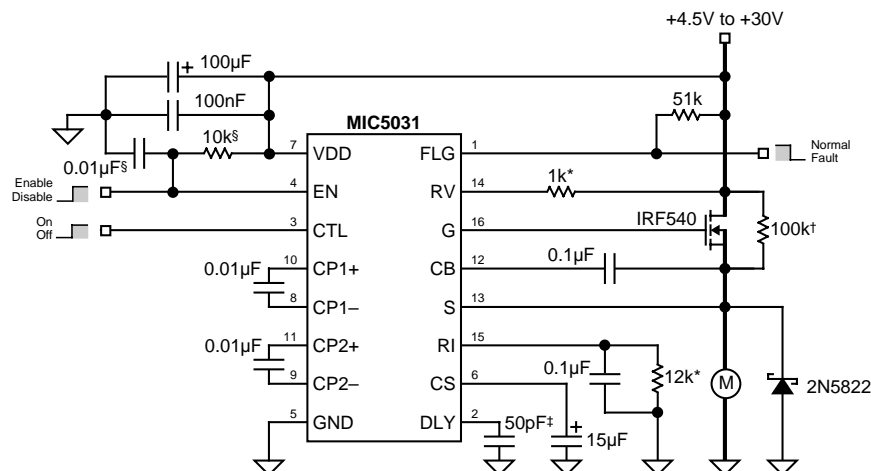 +4.5V to +30V
+ 100µF
100nF
51k
MIC5031
10k§
0.01µF§
7 VDD FLG 1
Normal
Fault
Enable
Disable
4 EN RV 14
1k*
On
Off
3 CTL G 16
IRF540
100k†
0.01µF
10 CP1+ CB 12
0.1µF
8 CP1– S 13
0.01µF
11 CP2+ RI 15
0.1µF
12k*
9 CP2– CS 6
M
2N5822
5 GND DLY 2
50pF‡
+
15µF